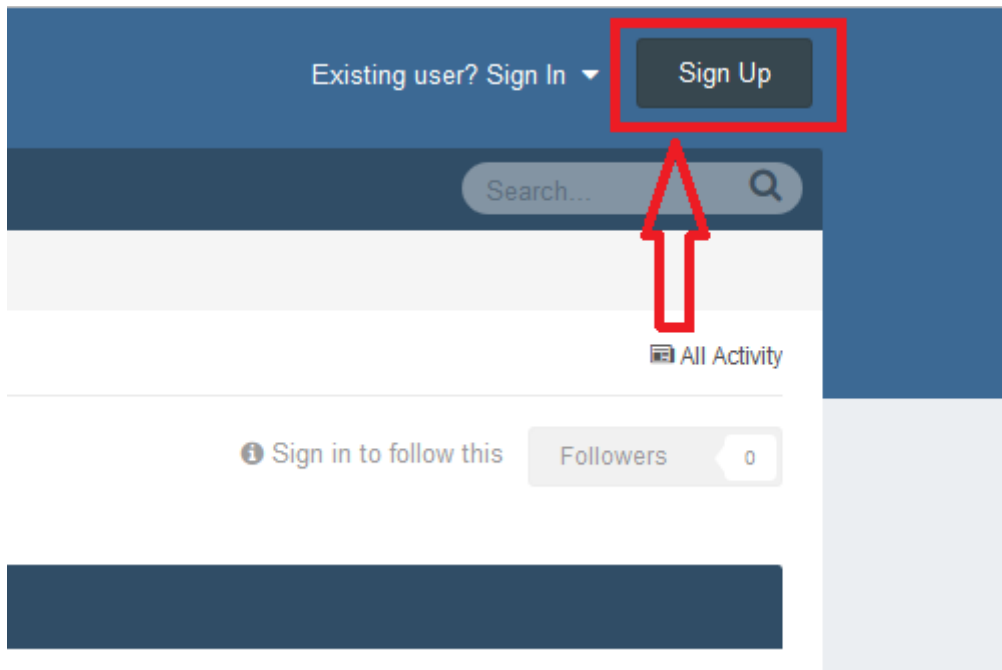 Existing user? Sign In
Sign Up
Search...
All Activity
Sign in to follow this
Followers
0